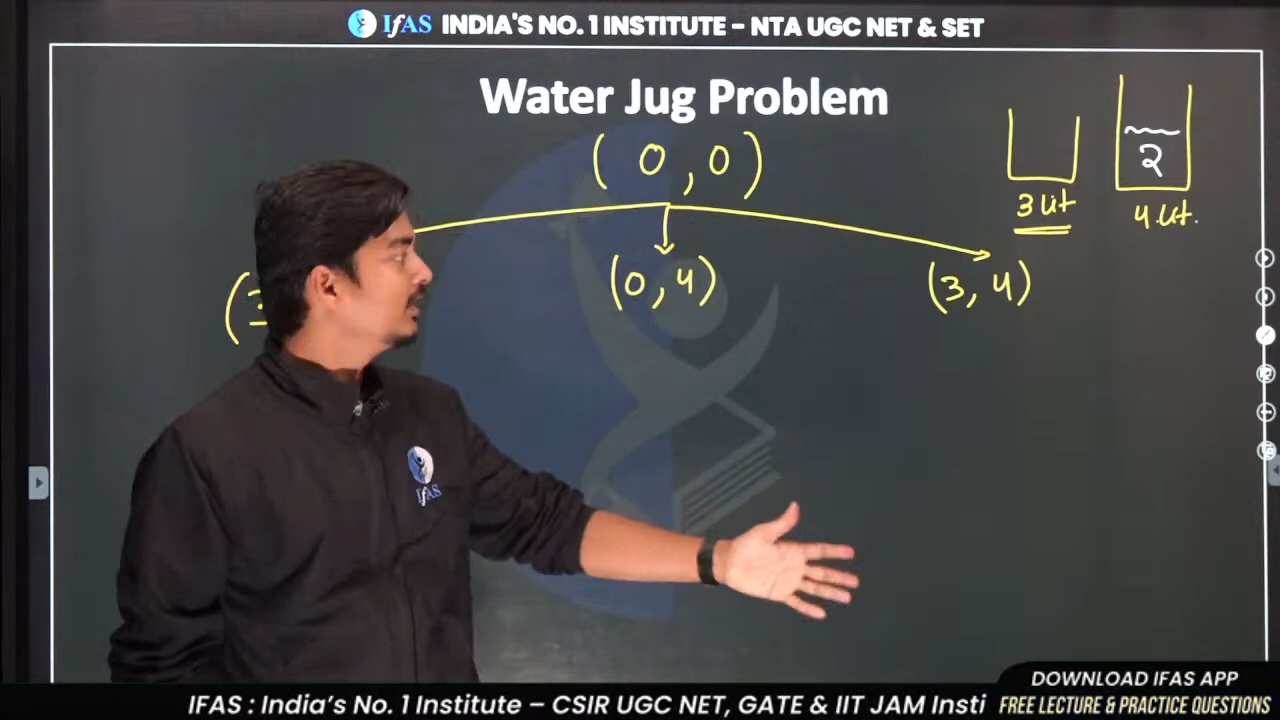 IfAS INDIA'S NO. 1 INSTITUTE – NTA UGC NET & SET
Water Jug Problem
( 0 , 0 )
2
3 Lit
4 Lit.
(0, 4)
(3, 4)
IfAS
DOWNLOAD IFAS APP
IFAS : India's No. 1 Institute – CSIR UGC NET, GATE & IIT JAM Insti
FREE LECTURE & PRACTICE QUESTIONS